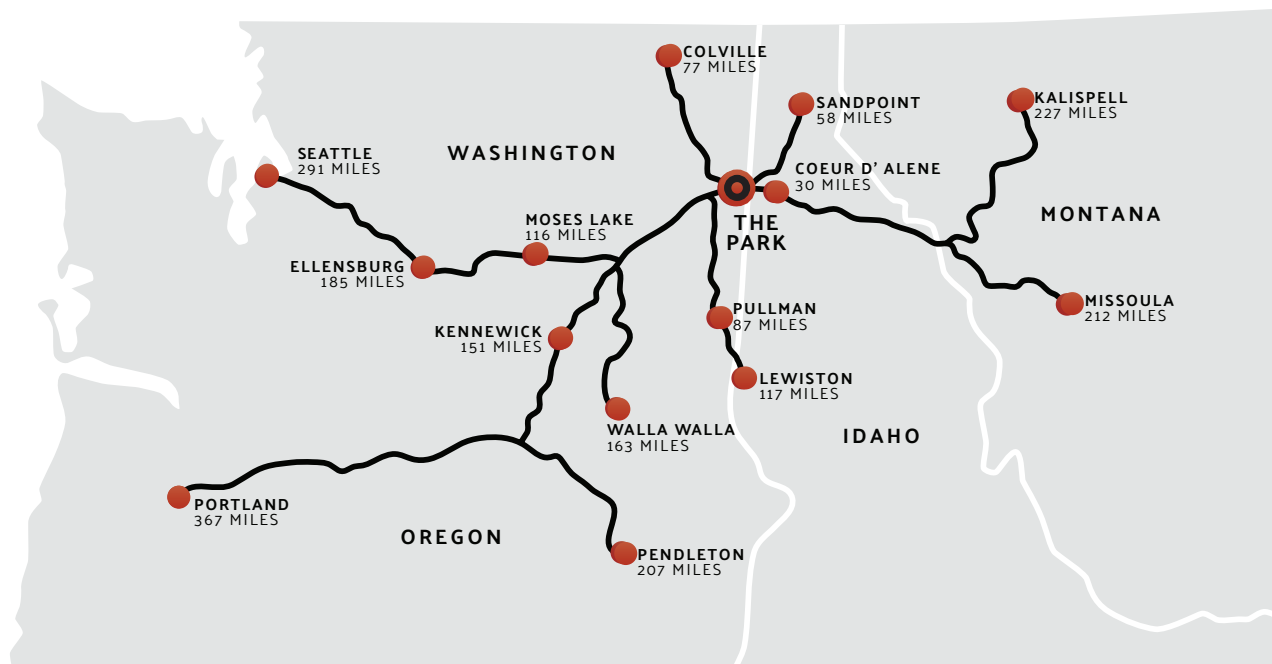 COLVILLE
77 MILES
SANDPOINT
58 MILES
KALISPELL
227 MILES
SEATTLE
291 MILES
WASHINGTON
COEUR D' ALENE
30 MILES
MONTANA
THE
PARK
MOSES LAKE
116 MILES
ELLENSBURG
185 MILES
MISSOULA
212 MILES
PULLMAN
87 MILES
KENNEWICK
151 MILES
LEWISTON
117 MILES
WALLA WALLA
163 MILES
IDAHO
PORTLAND
367 MILES
OREGON
PENDLETON
207 MILES